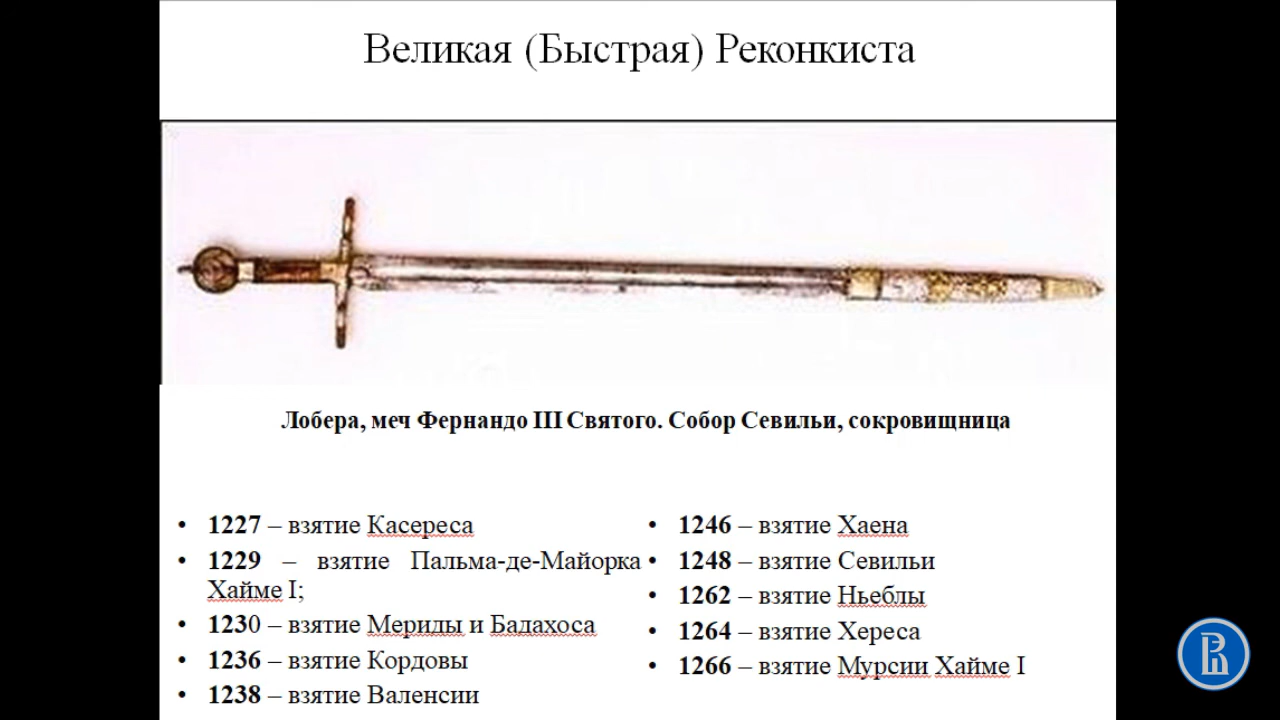 Великая (Быстрая) Реконкиста
Лобера, меч Фернандо III Святого. Собор Севильи, сокровищница
• 1227 – взятие Касереса
• 1229 – взятие Пальма-де-Майорка
Хайме I;
• 1230 – взятие Мериды и Бадахоса
• 1236 – взятие Кордовы
• 1238 – взятие Валенсии
• 1246 – взятие Хаена
• 1248 – взятие Севильи
• 1262 – взятие Ньеблы
• 1264 – взятие Хереса
• 1266 – взятие Мурсии Хайме I